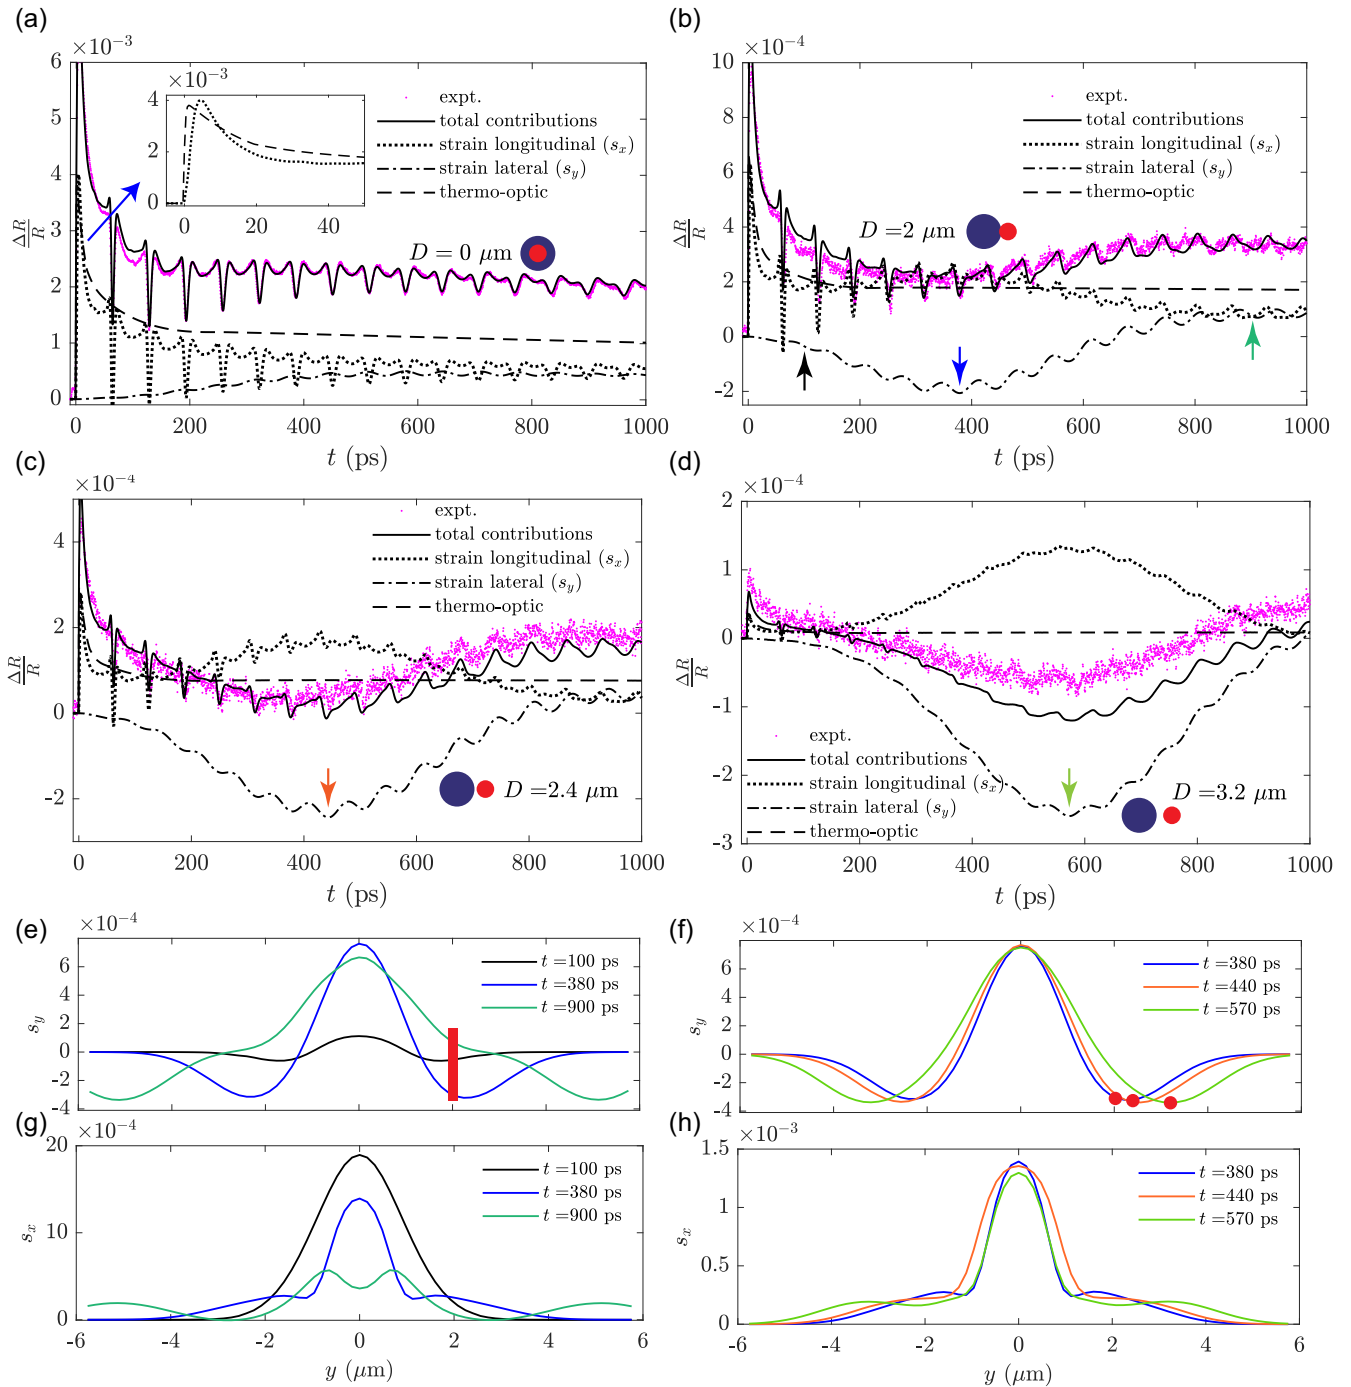 (a)
×10⁻³
6
5
4
3
2
1
0
ΔR/R
×10⁻³
4
2
0
0 20 40
expt.
total contributions
strain longitudinal (sₓ)
strain lateral (s_y)
thermo-optic
D = 0 μm
0 200 400 600 800 1000
t (ps)
(b)
×10⁻⁴
10
8
6
4
2
0
-2
ΔR/R
expt.
total contributions
strain longitudinal (sₓ)
strain lateral (s_y)
thermo-optic
D = 2 μm
0 200 400 600 800 1000
t (ps)
(c)
×10⁻⁴
4
2
0
-2
ΔR/R
expt.
total contributions
strain longitudinal (sₓ)
strain lateral (s_y)
thermo-optic
D =2.4 μm
0 200 400 600 800 1000
t (ps)
(d)
×10⁻⁴
2
1
0
-1
-2
-3
ΔR/R
expt.
total contributions
strain longitudinal (sₓ)
strain lateral (s_y)
thermo-optic
D =3.2 μm
0 200 400 600 800 1000
t (ps)
(e)
×10⁻⁴
6
4
2
0
-2
-4
s_y
t =100 ps
t =380 ps
t =900 ps
-4 -2 0 2 4
(f)
×10⁻⁴
6
4
2
0
-2
-4
s_y
t =380 ps
t =440 ps
t =570 ps
-4 -2 0 2 4
(g)
×10⁻⁴
20
10
0
sₓ
t =100 ps
t =380 ps
t =900 ps
-6 -4 -2 0 2 4 6
y (μm)
(h)
×10⁻³
1.5
1
0.5
0
sₓ
t =380 ps
t =440 ps
t =570 ps
-6 -4 -2 0 2 4 6
y (μm)